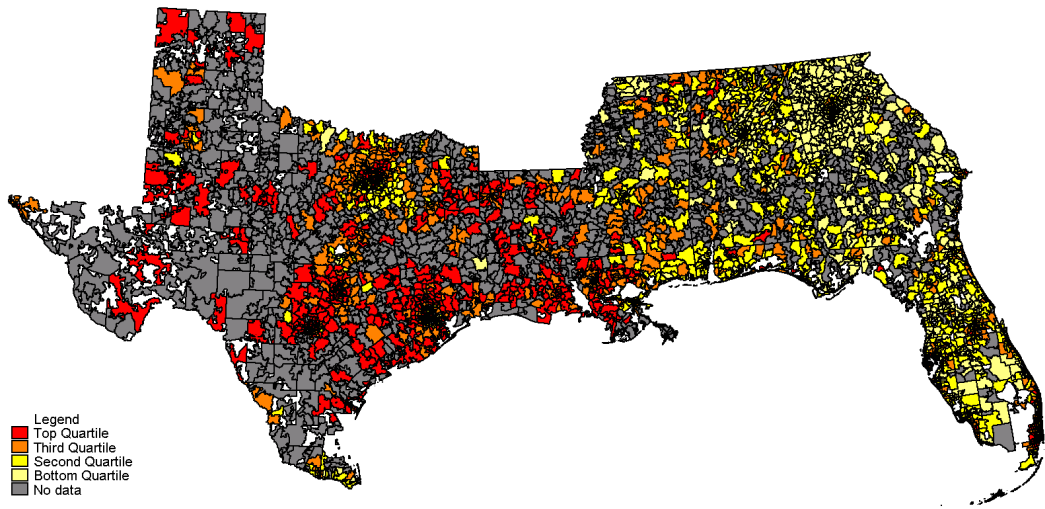 Legend
Top Quartile
Third Quartile
Second Quartile
Bottom Quartile
No data